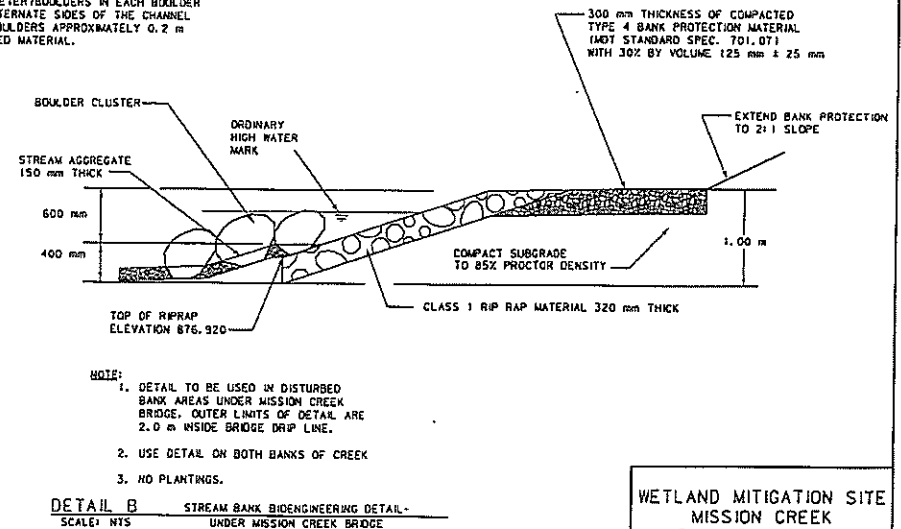 METER)BOULDERS IN EACH BOULDER
TERNATE SIDES OF THE CHANNEL
ULDERS APPROXIMATELY 0.2 m
ED MATERIAL.
300 mm THICKNESS OF COMPACTED
TYPE 4 BANK PROTECTION MATERIAL
(MDT STANDARD SPEC. 701.07)
WITH 30% BY VOLUME 125 mm ± 25 mm
BOULDER CLUSTER
ORDINARY
HIGH WATER
MARK
EXTEND BANK PROTECTION
TO 2:1 SLOPE
STREAM AGGREGATE
150 mm THICK
600 mm
400 mm
1.00 m
COMPACT SUBGRADE
TO 85% PROCTOR DENSITY
CLASS 1 RIP RAP MATERIAL 320 mm THICK
TOP OF RIPRAP
ELEVATION 876.920
NOTE:
1. DETAIL TO BE USED IN DISTURBED
BANK AREAS UNDER MISSION CREEK
BRIDGE. OUTER LIMITS OF DETAIL ARE
2.0 m INSIDE BRIDGE DRIP LINE.
2. USE DETAIL ON BOTH BANKS OF CREEK
3. NO PLANTINGS.
DETAIL B STREAM BANK BIOENGINEERING DETAIL-
SCALE: NTS UNDER MISSION CREEK BRIDGE
WETLAND MITIGATION SITE
MISSION CREEK